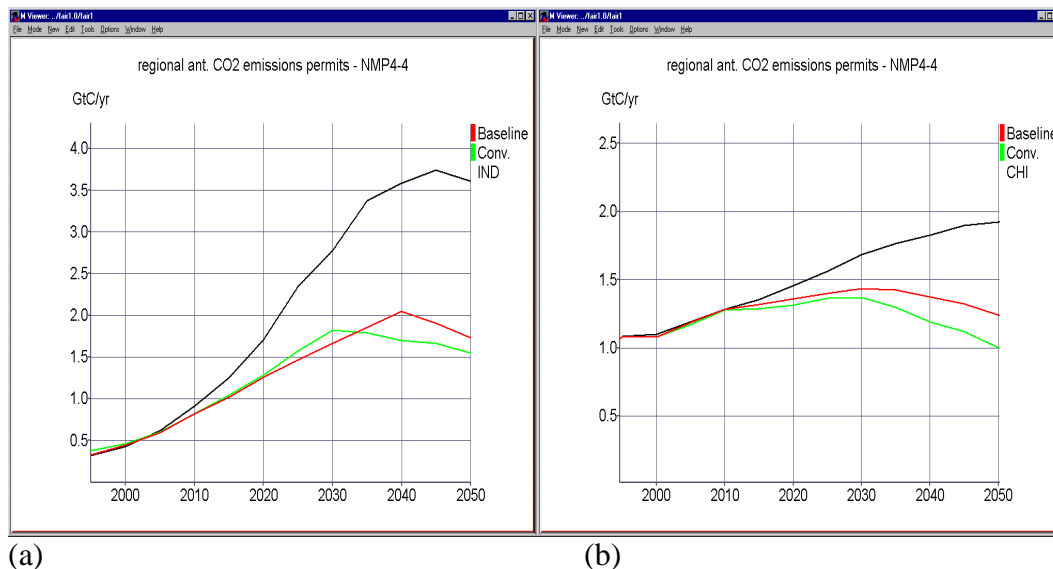 M Viewer: ../fair1.0/fair1
File Mode New Edit Tools Options Window Help
regional ant. CO2 emissions permits - NMP4-4
GtC/yr
Baseline
Conv.
IND
4.0
3.5
3.0
2.5
2.0
1.5
1.0
0.5
2000 2010 2020 2030 2040 2050
(a)
M Viewer: ../fair1.0/fair1
File Mode New Edit Tools Options Window Help
regional ant. CO2 emissions permits - NMP4-4
GtC/yr
Baseline
Conv.
CHI
2.5
2.0
1.5
1.0
0.5
2000 2010 2020 2030 2040 2050
(b)